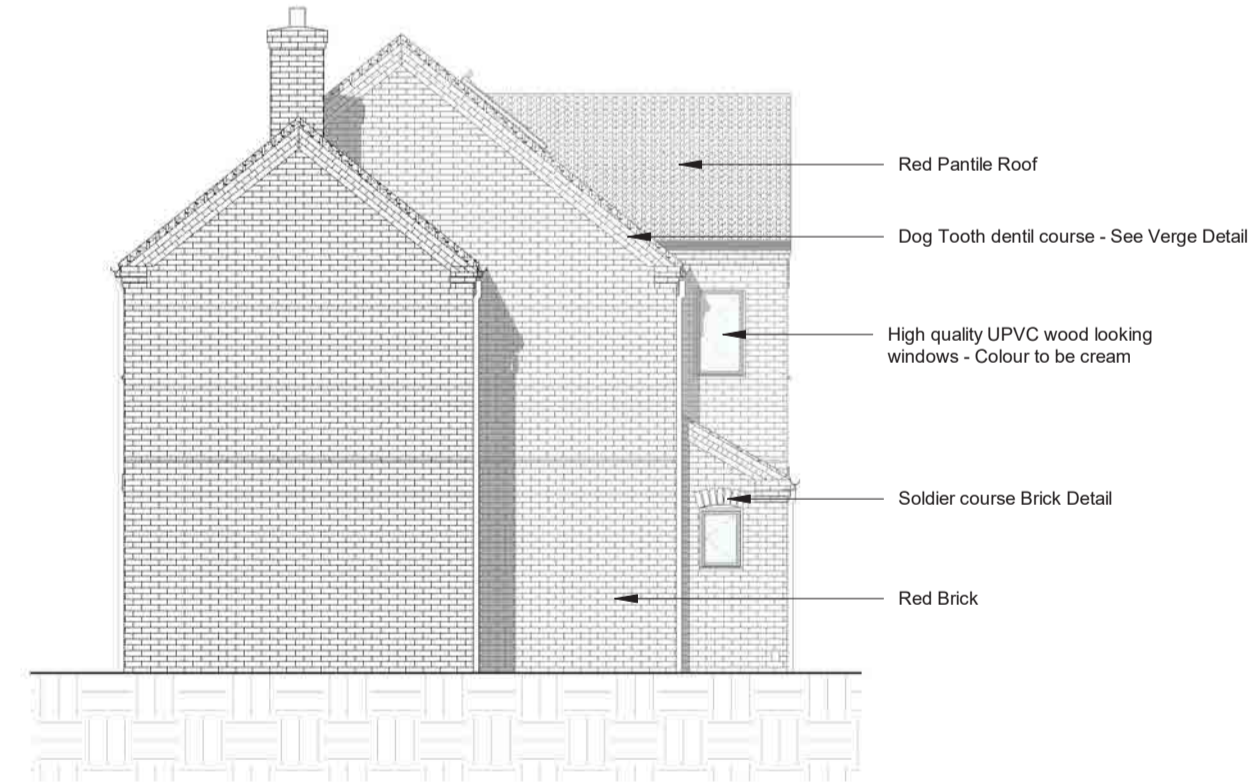 Red Pantile Roof
Dog Tooth dentil course - See Verge Detail
High quality UPVC wood looking
windows - Colour to be cream
Soldier course Brick Detail
Red Brick